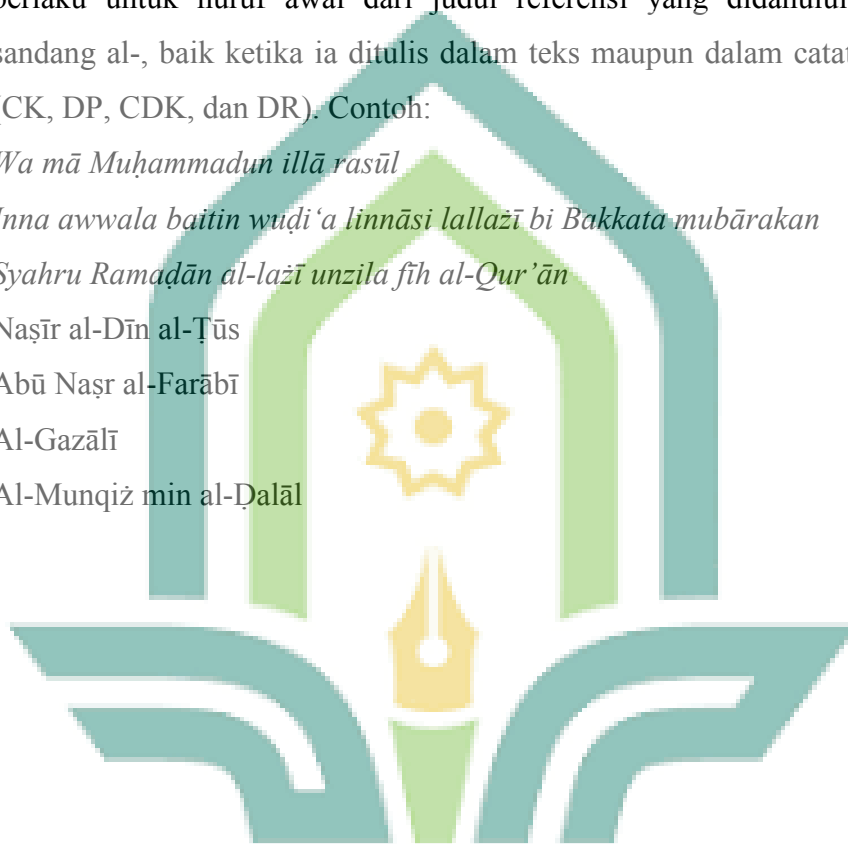 berlaku untuk huruf awal dari judul referensi yang didahului
sandang al-, baik ketika ia ditulis dalam teks maupun dalam catat
(CK, DP, CDK, dan DR). Contoh:
Wa mā Muḥammadun illā rasūl
Inna awwala baitin wuḍi‘a linnāsi lallażī bi Bakkata mubārakan
Syahru Ramaḍān al-lażī unzila fīh al-Qur’ān
Naṣīr al-Dīn al-Ṭūs
Abū Naṣr al-Farābī
Al-Gazālī
Al-Munqiż min al-Ḍalāl